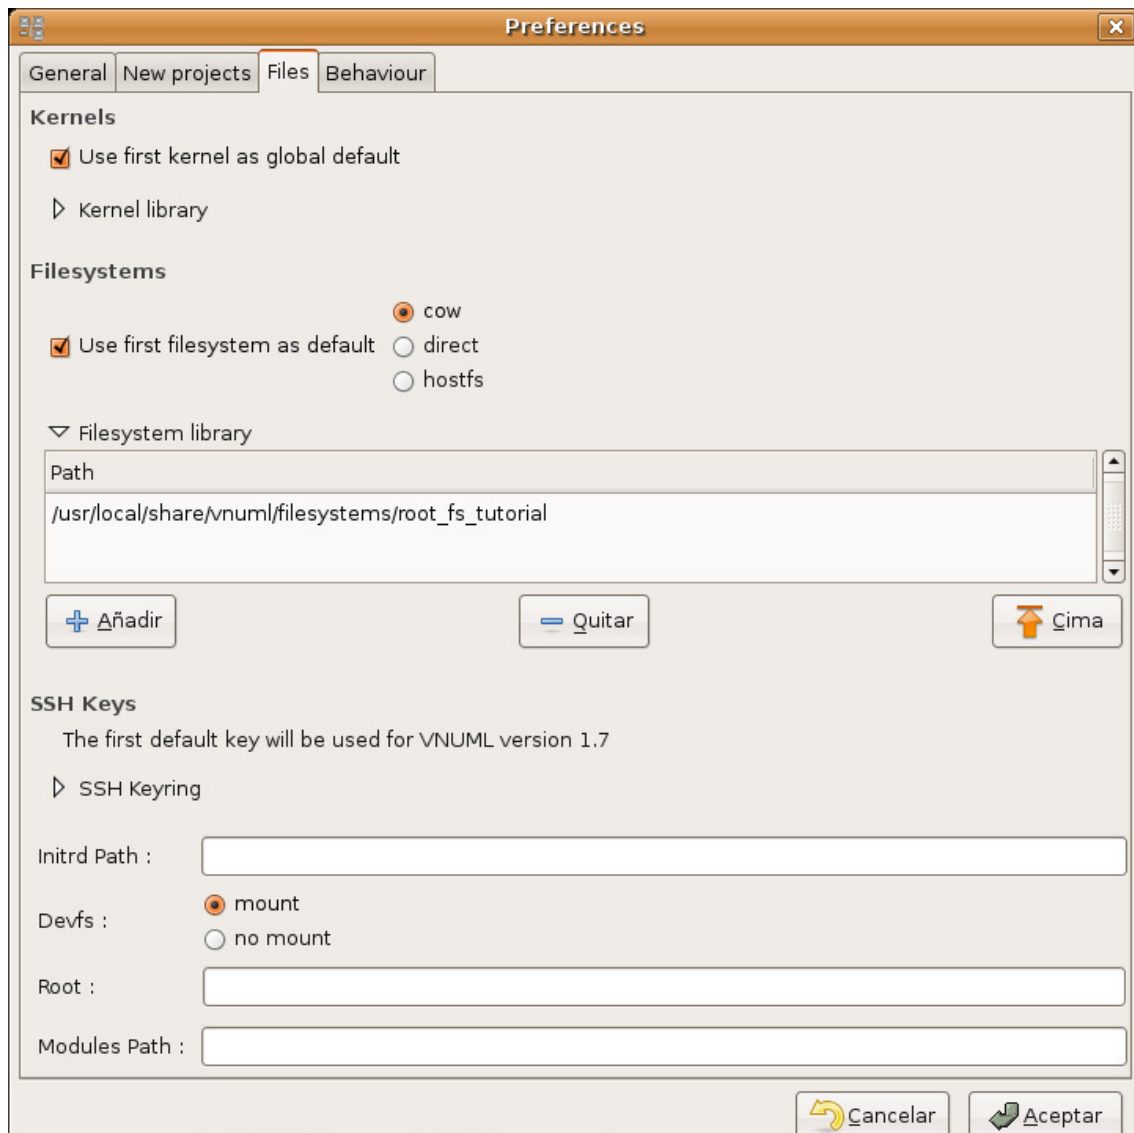 Preferences
General New projects Files Behaviour
Kernels
Use first kernel as global default
Kernel library
Filesystems
cow
Use first filesystem as default direct
hostfs
Filesystem library
Path
/usr/local/share/vnuml/filesystems/root_fs_tutorial
Añadir Quitar Cima
SSH Keys
The first default key will be used for VNUML version 1.7
SSH Keyring
Initrd Path :
mount
Devfs :
no mount
Root :
Modules Path :
Cancelar Aceptar